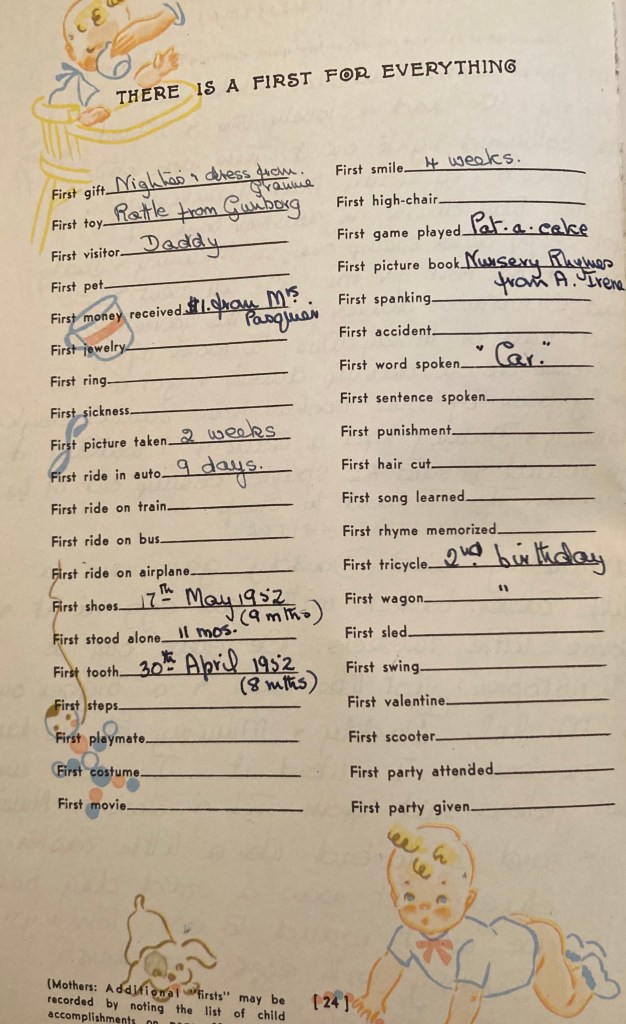 THERE IS A FIRST FOR EVERYTHING
First gift Nighties & dress from
Grannie
First toy Rattle from Gunborg
First visitor Daddy
First pet
First money received $1. from Mrs.
Pasquier
First jewelry
First ring
First sickness
First picture taken 2 weeks
First ride in auto 9 days.
First ride on train
First ride on bus
First ride on airplane
First shoes 17th May 1952
(9 mths)
First stood alone 11 mos.
First tooth 30th April 1952
(8 mths)
First steps
First playmate
First costume
First movie
First smile 4 weeks.
First high-chair
First game played Pat-a-cake
First picture book Nursery Rhymes
from A. Irene
First spanking
First accident
First word spoken "Car."
First sentence spoken
First punishment
First hair cut
First song learned
First rhyme memorized
First tricycle 2nd birthday
First wagon "
First sled
First swing
First valentine
First scooter
First party attended
First party given
(Mothers: Additional "firsts" may be
recorded by noting the list of child
accomplishments on
[24]